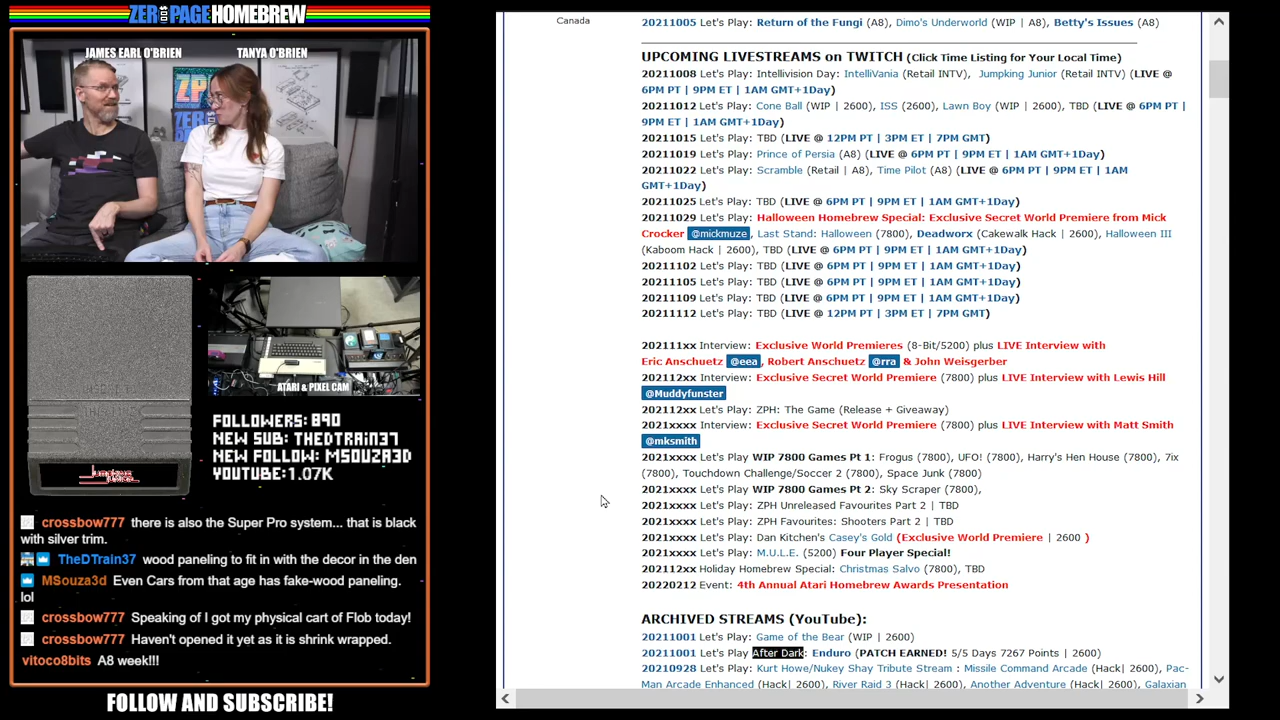 ZERO PAGE HOMEBREW
JAMES EARL O'BRIEN
TANYA O'BRIEN
ATARI & PIXEL CAM
FOLLOWERS: 890
NEW SUB: THEDTRAIN37
NEW FOLLOW: MSOUZA3D
YOUTUBE:1.07K
crossbow777 there is also the Super Pro system... that is black
with silver trim.
TheDTrain37 wood paneling to fit in with the decor in the den
MSouza3d Even Cars from that age has fake-wood paneling.
lol
crossbow777 Speaking of I got my physical cart of Flob today!
crossbow777 Haven't opened it yet as it is shrink wrapped.
vitoco8bits A8 week!!!
FOLLOW AND SUBSCRIBE!
Canada
20211005 Let's Play: Return of the Fungi (A8), Dimo's Underworld (WIP | A8), Betty's Issues (A8)
UPCOMING LIVESTREAMS on TWITCH (Click Time Listing for Your Local Time)
20211008 Let's Play: Intellivision Day: IntelliVania (Retail INTV), Jumpking Junior (Retail INTV) (LIVE @
6PM PT | 9PM ET | 1AM GMT+1Day)
20211012 Let's Play: Cone Ball (WIP | 2600), ISS (2600), Lawn Boy (WIP | 2600), TBD (LIVE @ 6PM PT |
9PM ET | 1AM GMT+1Day)
20211015 Let's Play: TBD (LIVE @ 12PM PT | 3PM ET | 7PM GMT)
20211019 Let's Play: Prince of Persia (A8) (LIVE @ 6PM PT | 9PM ET | 1AM GMT+1Day)
20211022 Let's Play: Scramble (Retail | A8), Time Pilot (A8) (LIVE @ 6PM PT | 9PM ET | 1AM
GMT+1Day)
20211025 Let's Play: TBD (LIVE @ 6PM PT | 9PM ET | 1AM GMT+1Day)
20211029 Let's Play: Halloween Homebrew Special: Exclusive Secret World Premiere from Mick
Crocker @mickmuze, Last Stand: Halloween (7800), Deadworx (Cakewalk Hack | 2600), Halloween III
(Kaboom Hack | 2600), TBD (LIVE @ 6PM PT | 9PM ET | 1AM GMT+1Day)
20211102 Let's Play: TBD (LIVE @ 6PM PT | 9PM ET | 1AM GMT+1Day)
20211105 Let's Play: TBD (LIVE @ 6PM PT | 9PM ET | 1AM GMT+1Day)
20211109 Let's Play: TBD (LIVE @ 6PM PT | 9PM ET | 1AM GMT+1Day)
20211112 Let's Play: TBD (LIVE @ 12PM PT | 3PM ET | 7PM GMT)
202111xx Interview: Exclusive World Premieres (8-Bit/5200) plus LIVE Interview with
Eric Anschuetz @eea, Robert Anschuetz @rra & John Weisgerber
202112xx Interview: Exclusive Secret World Premiere (7800) plus LIVE Interview with Lewis Hill
@Muddyfunster
202112xx Let's Play: ZPH: The Game (Release + Giveaway)
2021xxxx Interview: Exclusive Secret World Premiere (7800) plus LIVE Interview with Matt Smith
@mksmith
2021xxxx Let's Play WIP 7800 Games Pt 1: Frogus (7800), UFO! (7800), Harry's Hen House (7800), 7ix
(7800), Touchdown Challenge/Soccer 2 (7800), Space Junk (7800)
2021xxxx Let's Play WIP 7800 Games Pt 2: Sky Scraper (7800),
2021xxxx Let's Play: ZPH Unreleased Favourites Part 2 | TBD
2021xxxx Let's Play: ZPH Favourites: Shooters Part 2 | TBD
2021xxxx Let's Play: Dan Kitchen's Casey's Gold (Exclusive World Premiere | 2600 )
2021xxxx Let's Play: M.U.L.E. (5200) Four Player Special!
202112xx Holiday Homebrew Special: Christmas Salvo (7800), TBD
20220212 Event: 4th Annual Atari Homebrew Awards Presentation
ARCHIVED STREAMS (YouTube):
20211001 Let's Play: Game of the Bear (WIP | 2600)
20211001 Let's Play After Dark: Enduro (PATCH EARNED! 5/5 Days 7267 Points | 2600)
20210928 Let's Play: Kurt Howe/Nukey Shay Tribute Stream : Missile Command Arcade (Hack| 2600), Pac-
Man Arcade Enhanced (Hack| 2600), River Raid 3 (Hack| 2600), Another Adventure (Hack| 2600), Galaxian